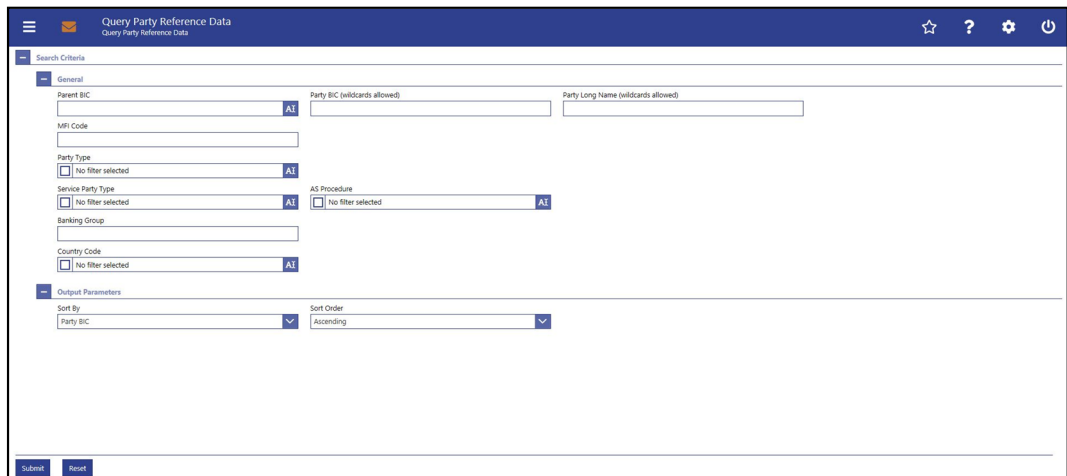 Query Party Reference Data
Query Party Reference Data
Search Criteria
General
Parent BIC
Party BIC (wildcards allowed)
Party Long Name (wildcards allowed)
AI
MFI Code
Party Type
No filter selected
AI
Service Party Type
AS Procedure
No filter selected
AI
No filter selected
AI
Banking Group
Country Code
No filter selected
AI
Output Parameters
Sort By
Sort Order
Party BIC
Ascending
Submit
Reset